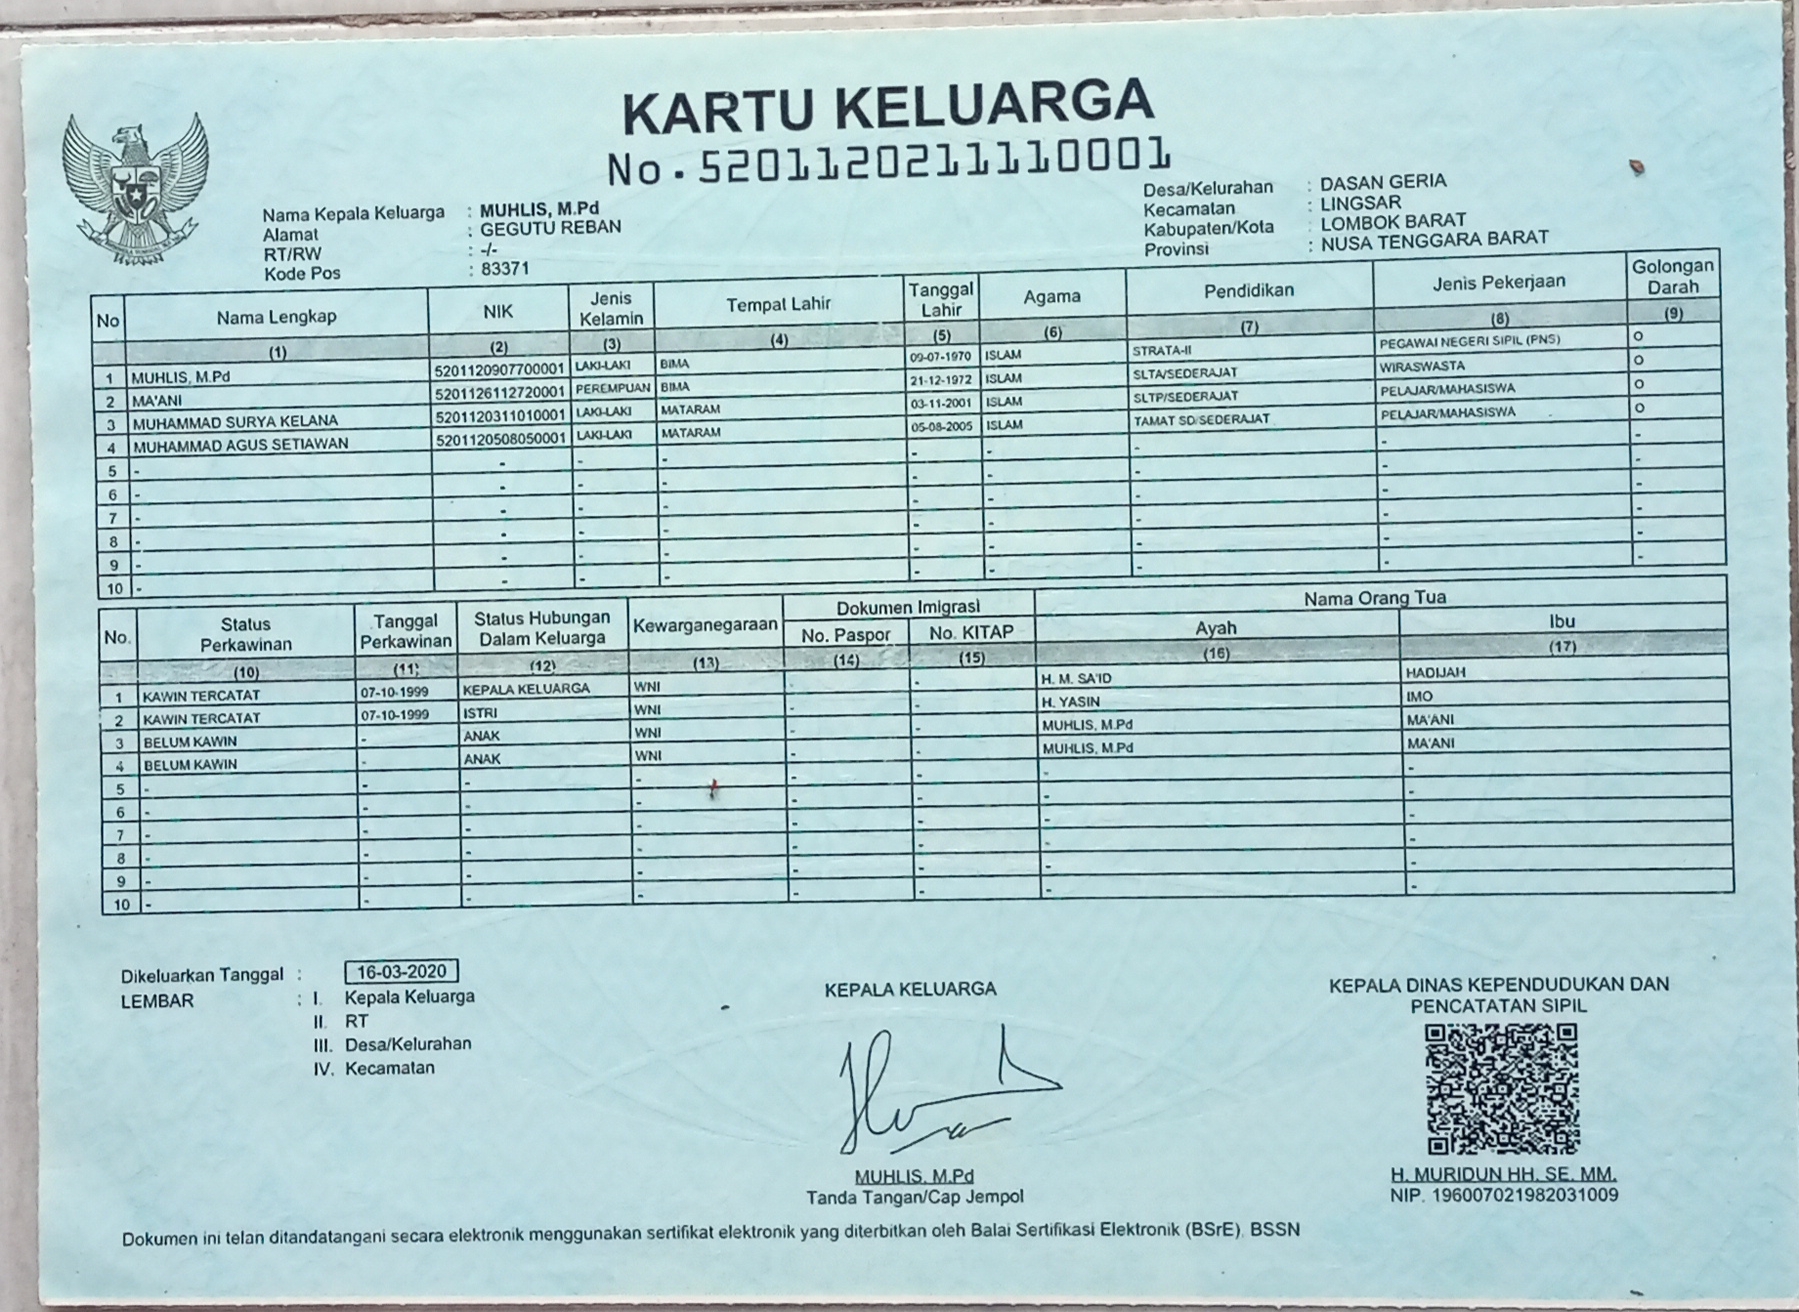 KARTU KELUARGA
No. 5201120211110001
Nama Kepala Keluarga : MUHLIS, M.Pd
Alamat : GEGUTU REBAN
RT/RW : -/-
Kode Pos : 83371
Desa/Kelurahan : DASAN GERIA
Kecamatan : LINGSAR
Kabupaten/Kota : LOMBOK BARAT
Provinsi : NUSA TENGGARA BARAT
No Nama Lengkap NIK Jenis Kelamin Tempat Lahir Tanggal Lahir Agama Pendidikan Jenis Pekerjaan Golongan Darah
(1) (2) (3) (4) (5) (6) (7) (8) (9)
1 MUHLIS, M.Pd 5201120907700001 LAKI-LAKI BIMA 09-07-1970 ISLAM STRATA-II PEGAWAI NEGERI SIPIL (PNS) O
2 MA'ANI 5201126112720001 PEREMPUAN BIMA 21-12-1972 ISLAM SLTA/SEDERAJAT WIRASWASTA O
3 MUHAMMAD SURYA KELANA 5201120311010001 LAKI-LAKI MATARAM 03-11-2001 ISLAM SLTP/SEDERAJAT PELAJAR/MAHASISWA O
4 MUHAMMAD AGUS SETIAWAN 5201120508050001 LAKI-LAKI MATARAM 05-08-2005 ISLAM TAMAT SD/SEDERAJAT PELAJAR/MAHASISWA O
5 - - - - - - - - -
6 - - - - - - - - -
7 - - - - - - - - -
8 - - - - - - - - -
9 - - - - - - - - -
10 - - - - - - - - -
No. Status Perkawinan Tanggal Perkawinan Status Hubungan Dalam Keluarga Kewarganegaraan Dokumen Imigrasi Nama Orang Tua
No. Paspor No. KITAP Ayah Ibu
(10) (11) (12) (13) (14) (15) (16) (17)
1 KAWIN TERCATAT 07-10-1999 KEPALA KELUARGA WNI - - H. M. SA'ID HADIJAH
2 KAWIN TERCATAT 07-10-1999 ISTRI WNI - - H. YASIN IMO
3 BELUM KAWIN - ANAK WNI - - MUHLIS, M.Pd MA'ANI
4 BELUM KAWIN - ANAK WNI - - MUHLIS, M.Pd MA'ANI
5 - - - - - - - -
6 - - - - - - - -
7 - - - - - - - -
8 - - - - - - - -
9 - - - - - - - -
10 - - - - - - - -
Dikeluarkan Tanggal : 16-03-2020
LEMBAR : I. Kepala Keluarga
II. RT
III. Desa/Kelurahan
IV. Kecamatan
KEPALA KELUARGA
MUHLIS, M.Pd
Tanda Tangan/Cap Jempol
KEPALA DINAS KEPENDUDUKAN DAN
PENCATATAN SIPIL
H. MURIDUN HH, SE, MM.
NIP. 196007021982031009
Dokumen ini telan ditandatangani secara elektronik menggunakan sertifikat elektronik yang diterbitkan oleh Balai Sertifikasi Elektronik (BSrE), BSSN